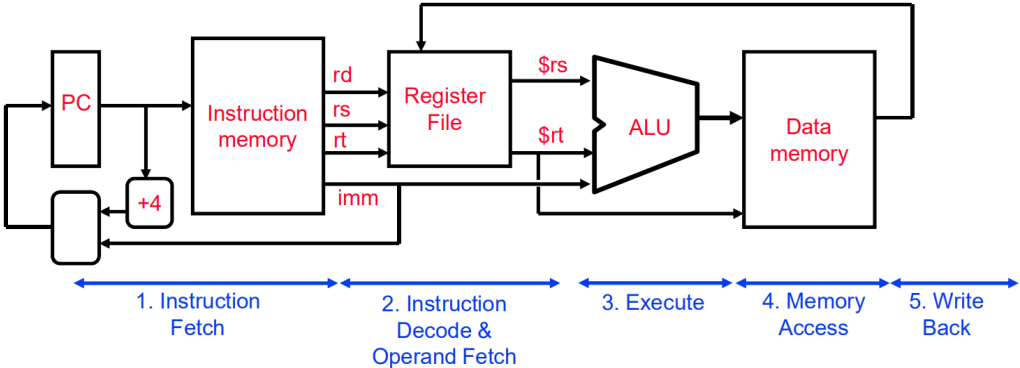 PC
+4
Instruction
memory
rd
rs
rt
imm
Register
File
$rs
$rt
ALU
Data
memory
1. Instruction
Fetch
2. Instruction
Decode &
Operand Fetch
3. Execute
4. Memory
Access
5. Write
Back